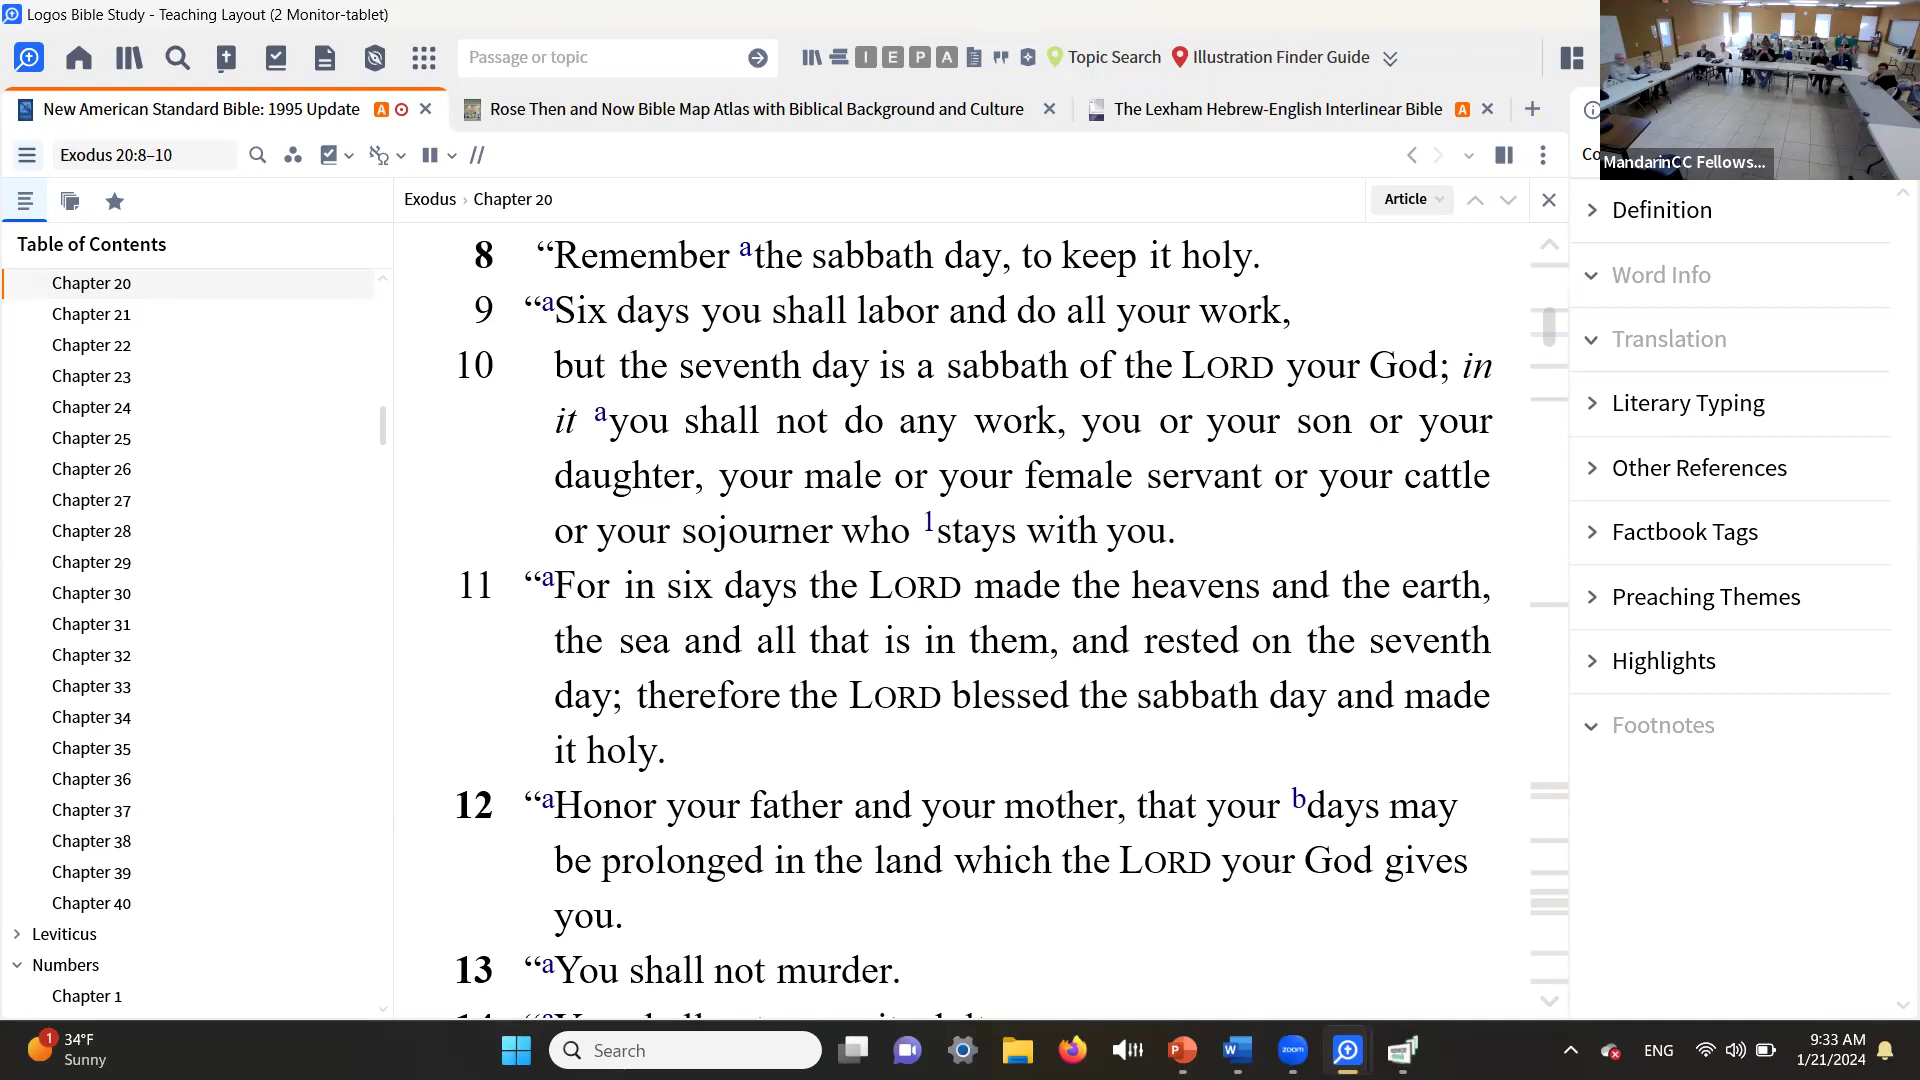 Logos Bible Study - Teaching Layout (2 Monitor-tablet)
Passage or topic
I E P A
Topic Search
Illustration Finder Guide
New American Standard Bible: 1995 Update A
Rose Then and Now Bible Map Atlas with Biblical Background and Culture
The Lexham Hebrew-English Interlinear Bible A
Exodus 20:8–10
Co
MandarinCC Fellows...
Exodus › Chapter 20
Article
Table of Contents
Chapter 20
Chapter 21
Chapter 22
Chapter 23
Chapter 24
Chapter 25
Chapter 26
Chapter 27
Chapter 28
Chapter 29
Chapter 30
Chapter 31
Chapter 32
Chapter 33
Chapter 34
Chapter 35
Chapter 36
Chapter 37
Chapter 38
Chapter 39
Chapter 40
Leviticus
Numbers
Chapter 1
8 “Remember a the sabbath day, to keep it holy.
9 “a Six days you shall labor and do all your work,
10 but the seventh day is a sabbath of the LORD your God; in
it a you shall not do any work, you or your son or your
daughter, your male or your female servant or your cattle
or your sojourner who 1 stays with you.
11 “a For in six days the LORD made the heavens and the earth,
the sea and all that is in them, and rested on the seventh
day; therefore the LORD blessed the sabbath day and made
it holy.
12 “a Honor your father and your mother, that your b days may
be prolonged in the land which the LORD your God gives
you.
13 “a You shall not murder.
Definition
Word Info
Translation
Literary Typing
Other References
Factbook Tags
Preaching Themes
Highlights
Footnotes
1
34°F
Sunny
Search
P
W
zoom
ENG
9:33 AM
1/21/2024